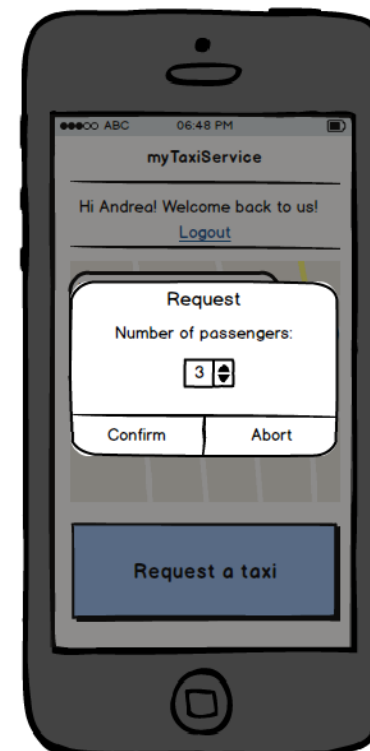 ABC 06:48 PM
myTaxiService
Hi Andrea! Welcome back to us!
Logout
Request
Number of passengers:
3
Confirm Abort
Request a taxi